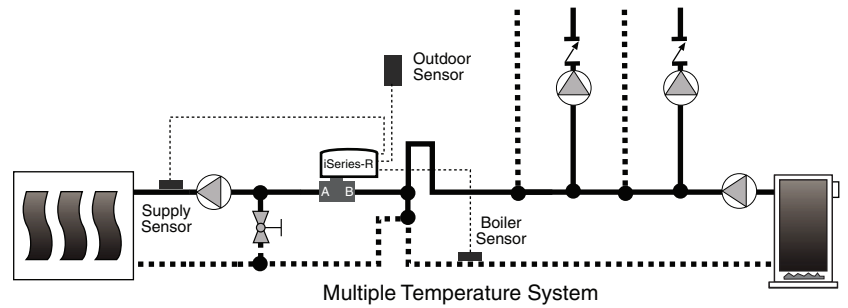 Outdoor
Sensor
iSeries-R
A B
Supply
Sensor
Boiler
Sensor
Multiple Temperature System